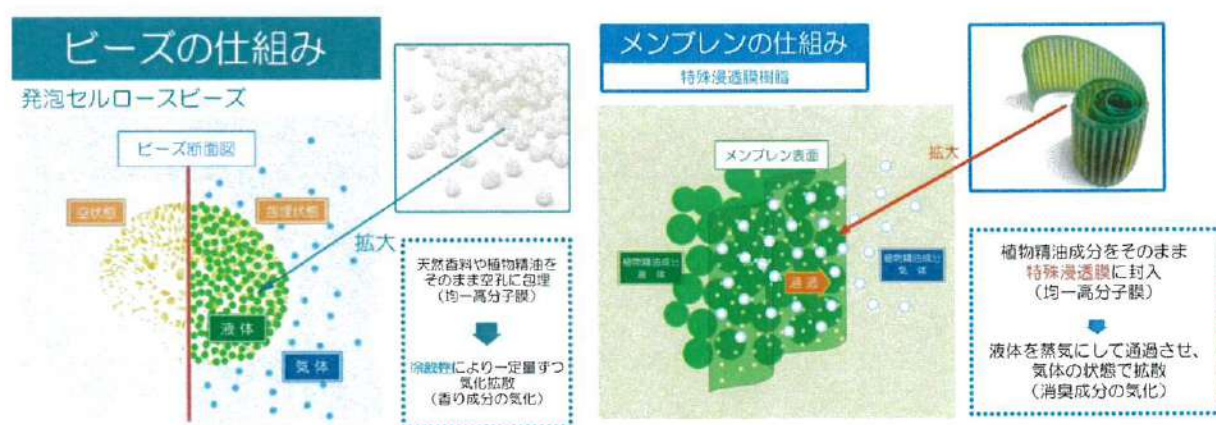 ビーズの仕組み
発泡セルロースビーズ
ビーズ断面図
空状態
包埋状態
拡大
液体
気体
天然香料や植物精油を
そのまま空孔に包埋
（均一高分子膜）
により一定量ずつ
気化拡散
（香り成分の気化）
メンブレンの仕組み
特殊浸透膜樹脂
メンブレン表面
拡大
植物精油成分
液体
通過
植物精油成分
気体
植物精油成分をそのまま
特殊浸透膜に封入
（均一高分子膜）
液体を蒸気にして通過させ、
気体の状態で拡散
（消臭成分の気化）